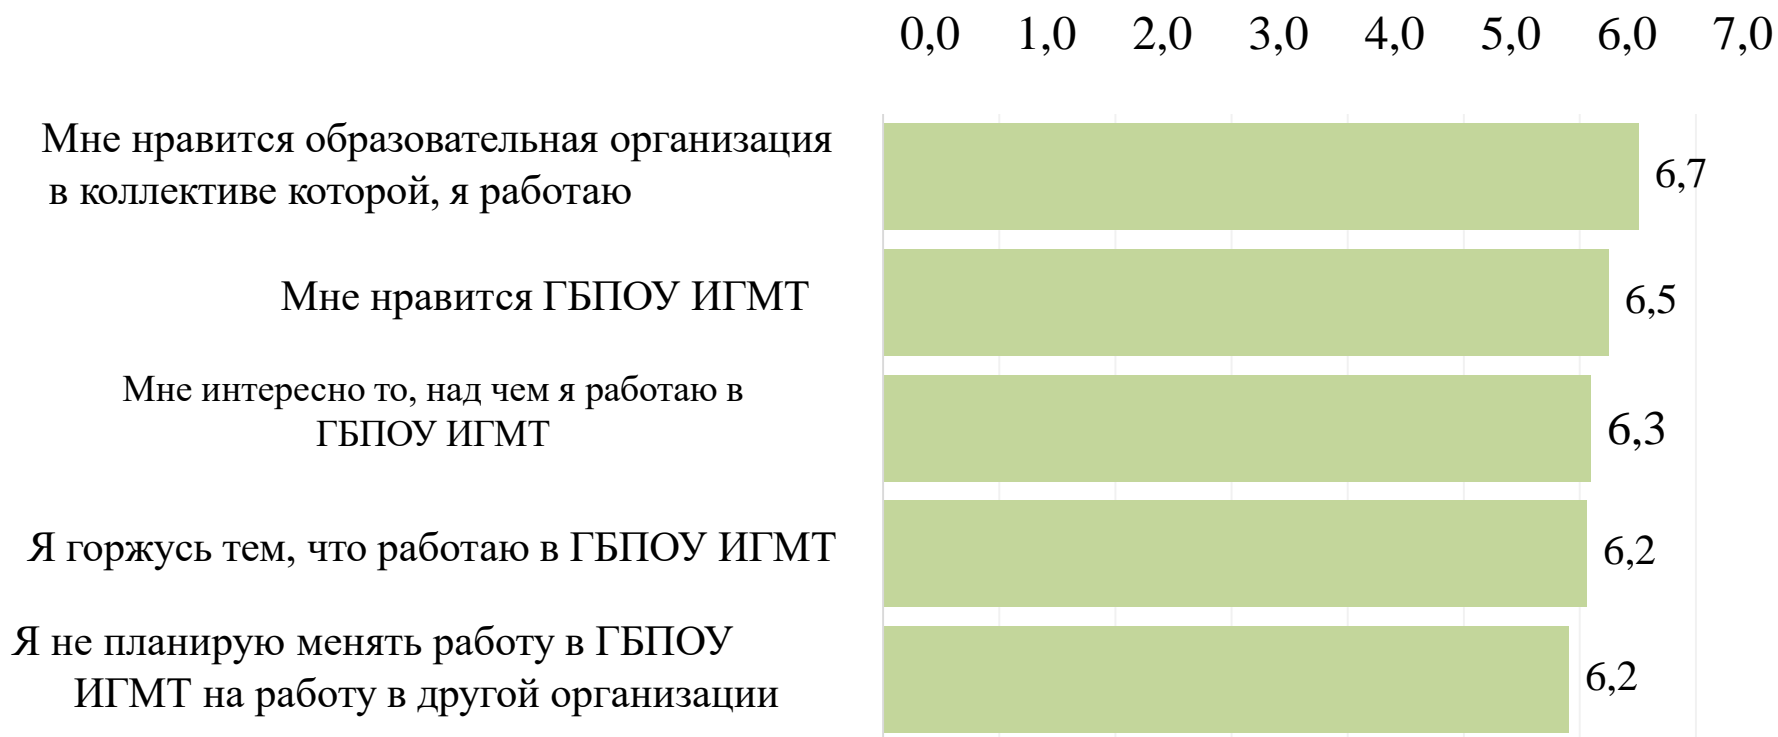 0,0 1,0 2,0 3,0 4,0 5,0 6,0 7,0
Мне нравится образовательная организация
в коллективе которой, я работаю
6,7
Мне нравится ГБПОУ ИГМТ
6,5
Мне интересно то, над чем я работаю в
ГБПОУ ИГМТ
6,3
Я горжусь тем, что работаю в ГБПОУ ИГМТ
6,2
Я не планирую менять работу в ГБПОУ
ИГМТ на работу в другой организации
6,2